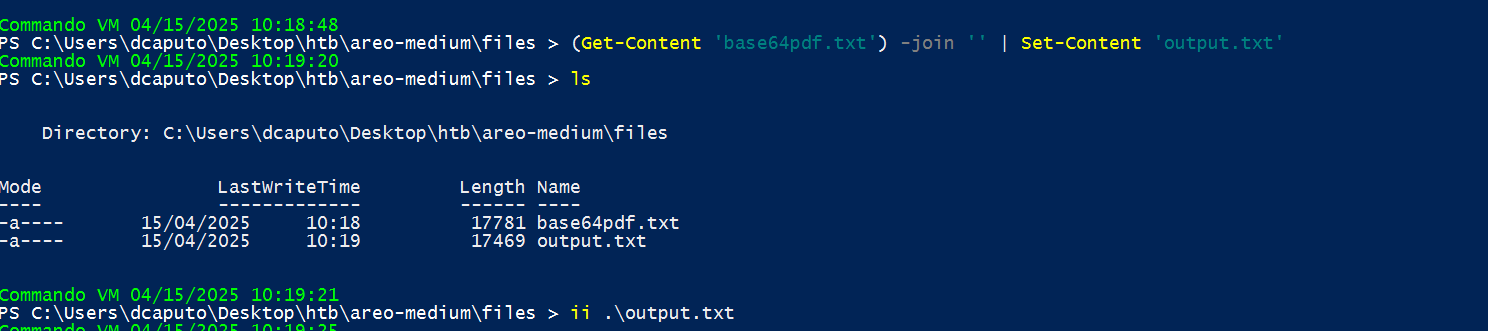 Commando VM 04/15/2025 10:18:48
PS C:\Users\dcaputo\Desktop\htb\areo-medium\files > (Get-Content 'base64pdf.txt') -join '' | Set-Content 'output.txt'
Commando VM 04/15/2025 10:19:20
PS C:\Users\dcaputo\Desktop\htb\areo-medium\files > ls
Directory: C:\Users\dcaputo\Desktop\htb\areo-medium\files
Mode LastWriteTime Length Name
---- ------------- ------ ----
-a---- 15/04/2025 10:18 17781 base64pdf.txt
-a---- 15/04/2025 10:19 17469 output.txt
Commando VM 04/15/2025 10:19:21
PS C:\Users\dcaputo\Desktop\htb\areo-medium\files > ii .\output.txt
Commando VM 04/15/2025 10:19:25